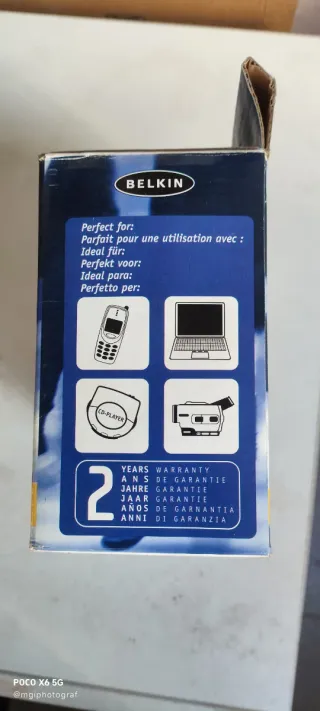 BELKIN
Perfect for:
Parfait pour une utilisation avec :
Ideal für:
Perfekt voor:
Ideal para:
Perfetto per:
CD-PLAYER
2 YEARS WARRANTY
ANS DE GARANTIE
JAHRE GARANTIE
JAAR GARANTIE
AÑOS DE GARNANTIA
ANNI DI GARANZIA
POCO X6 5G
@mgiphotograf